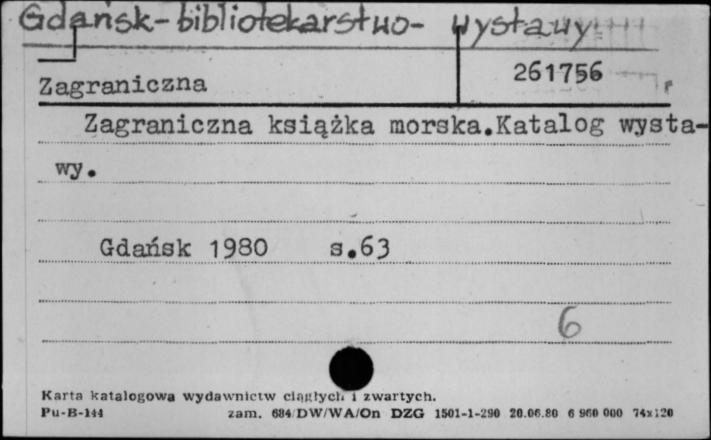 Gdańsk-bibliotekarstwo- wystawy
Zagraniczna 261756
Zagraniczna książka morska.Katalog wysta-
wy.
Gdańsk 1980 s.63
6
Karta katalogowa wydawnictw ciągłych i zwartych.
Pu-B-144 zam. 684/DW/WA/On DZG 1501-1-290 20.06.80 6 960 000 74x120